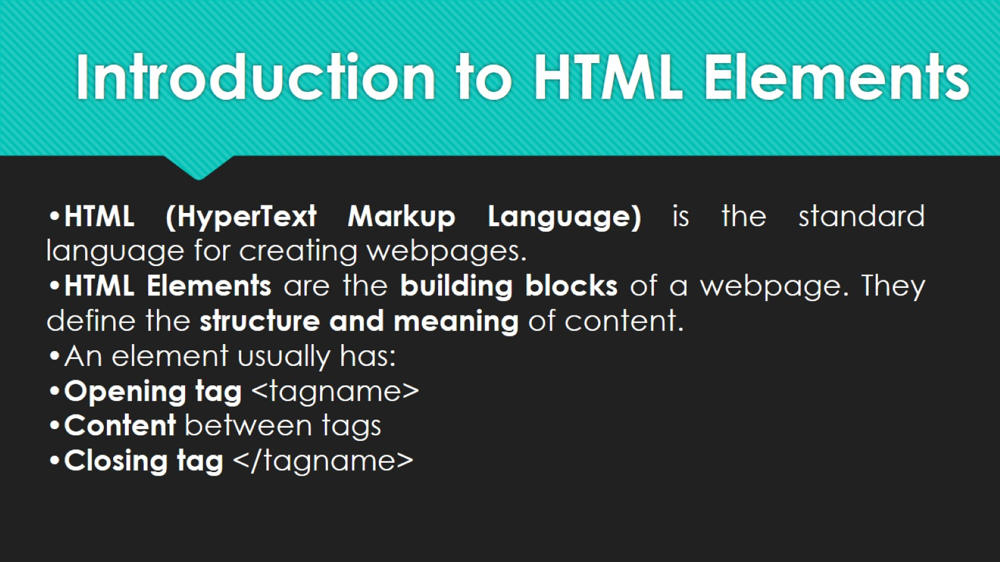 Introduction to HTML Elements
•HTML (HyperText Markup Language) is the standard
language for creating webpages.
•HTML Elements are the building blocks of a webpage. They
define the structure and meaning of content.
•An element usually has:
•Opening tag <tagname>
•Content between tags
•Closing tag </tagname>